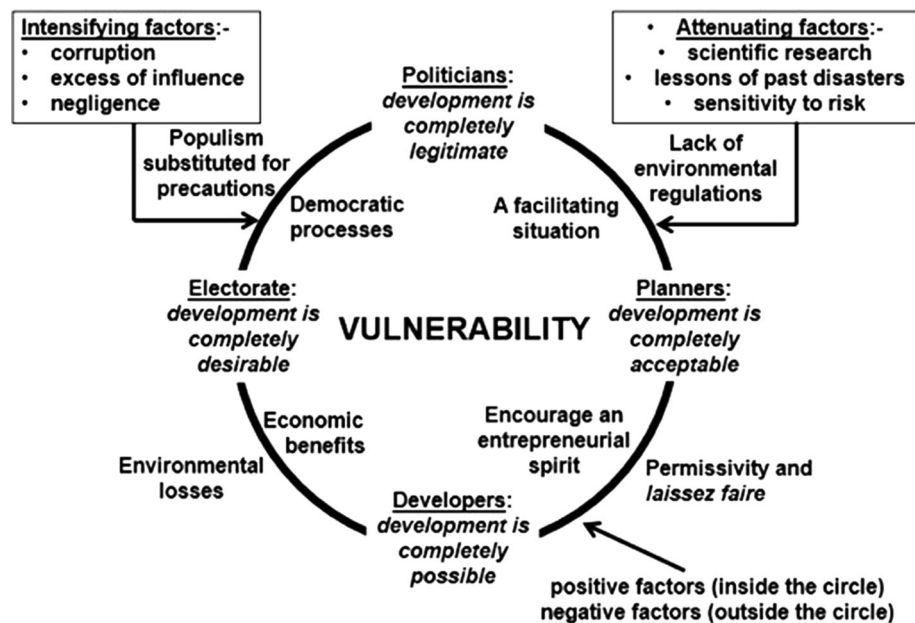 Intensifying factors:-
• corruption
• excess of influence
• negligence
• Attenuating factors:-
• scientific research
• lessons of past disasters
• sensitivity to risk
Politicians:
development is
completely
legitimate
Populism
substituted for
precautions
Democratic
processes
A facilitating
situation
Lack of
environmental
regulations
Electorate:
development is
completely
desirable
VULNERABILITY
Planners:
development is
completely
acceptable
Environmental
losses
Economic
benefits
Encourage an
entrepreneurial
spirit
Permissivity and
laissez faire
Developers:
development is
completely
possible
positive factors (inside the circle)
negative factors (outside the circle)